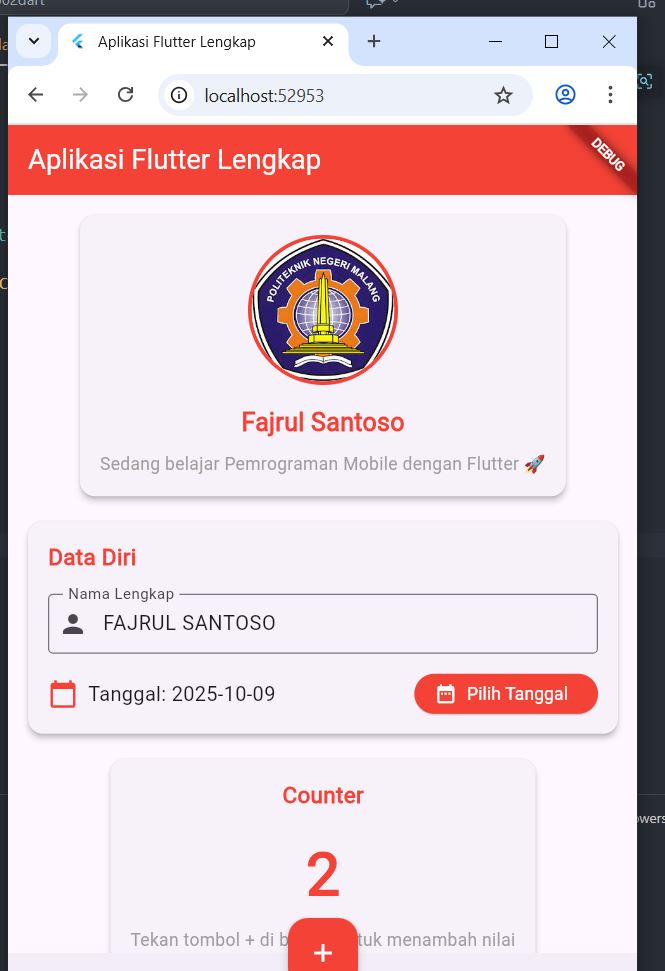 Aplikasi Flutter Lengkap
localhost:52953
Aplikasi Flutter Lengkap
DEBUG
POLITEKNIK NEGERI MALANG
Fajrul Santoso
Sedang belajar Pemrograman Mobile dengan Flutter 🚀
Data Diri
Nama Lengkap
FAJRUL SANTOSO
Tanggal: 2025-10-09
Pilih Tanggal
Counter
2
Tekan tombol + di menambah nilai
+